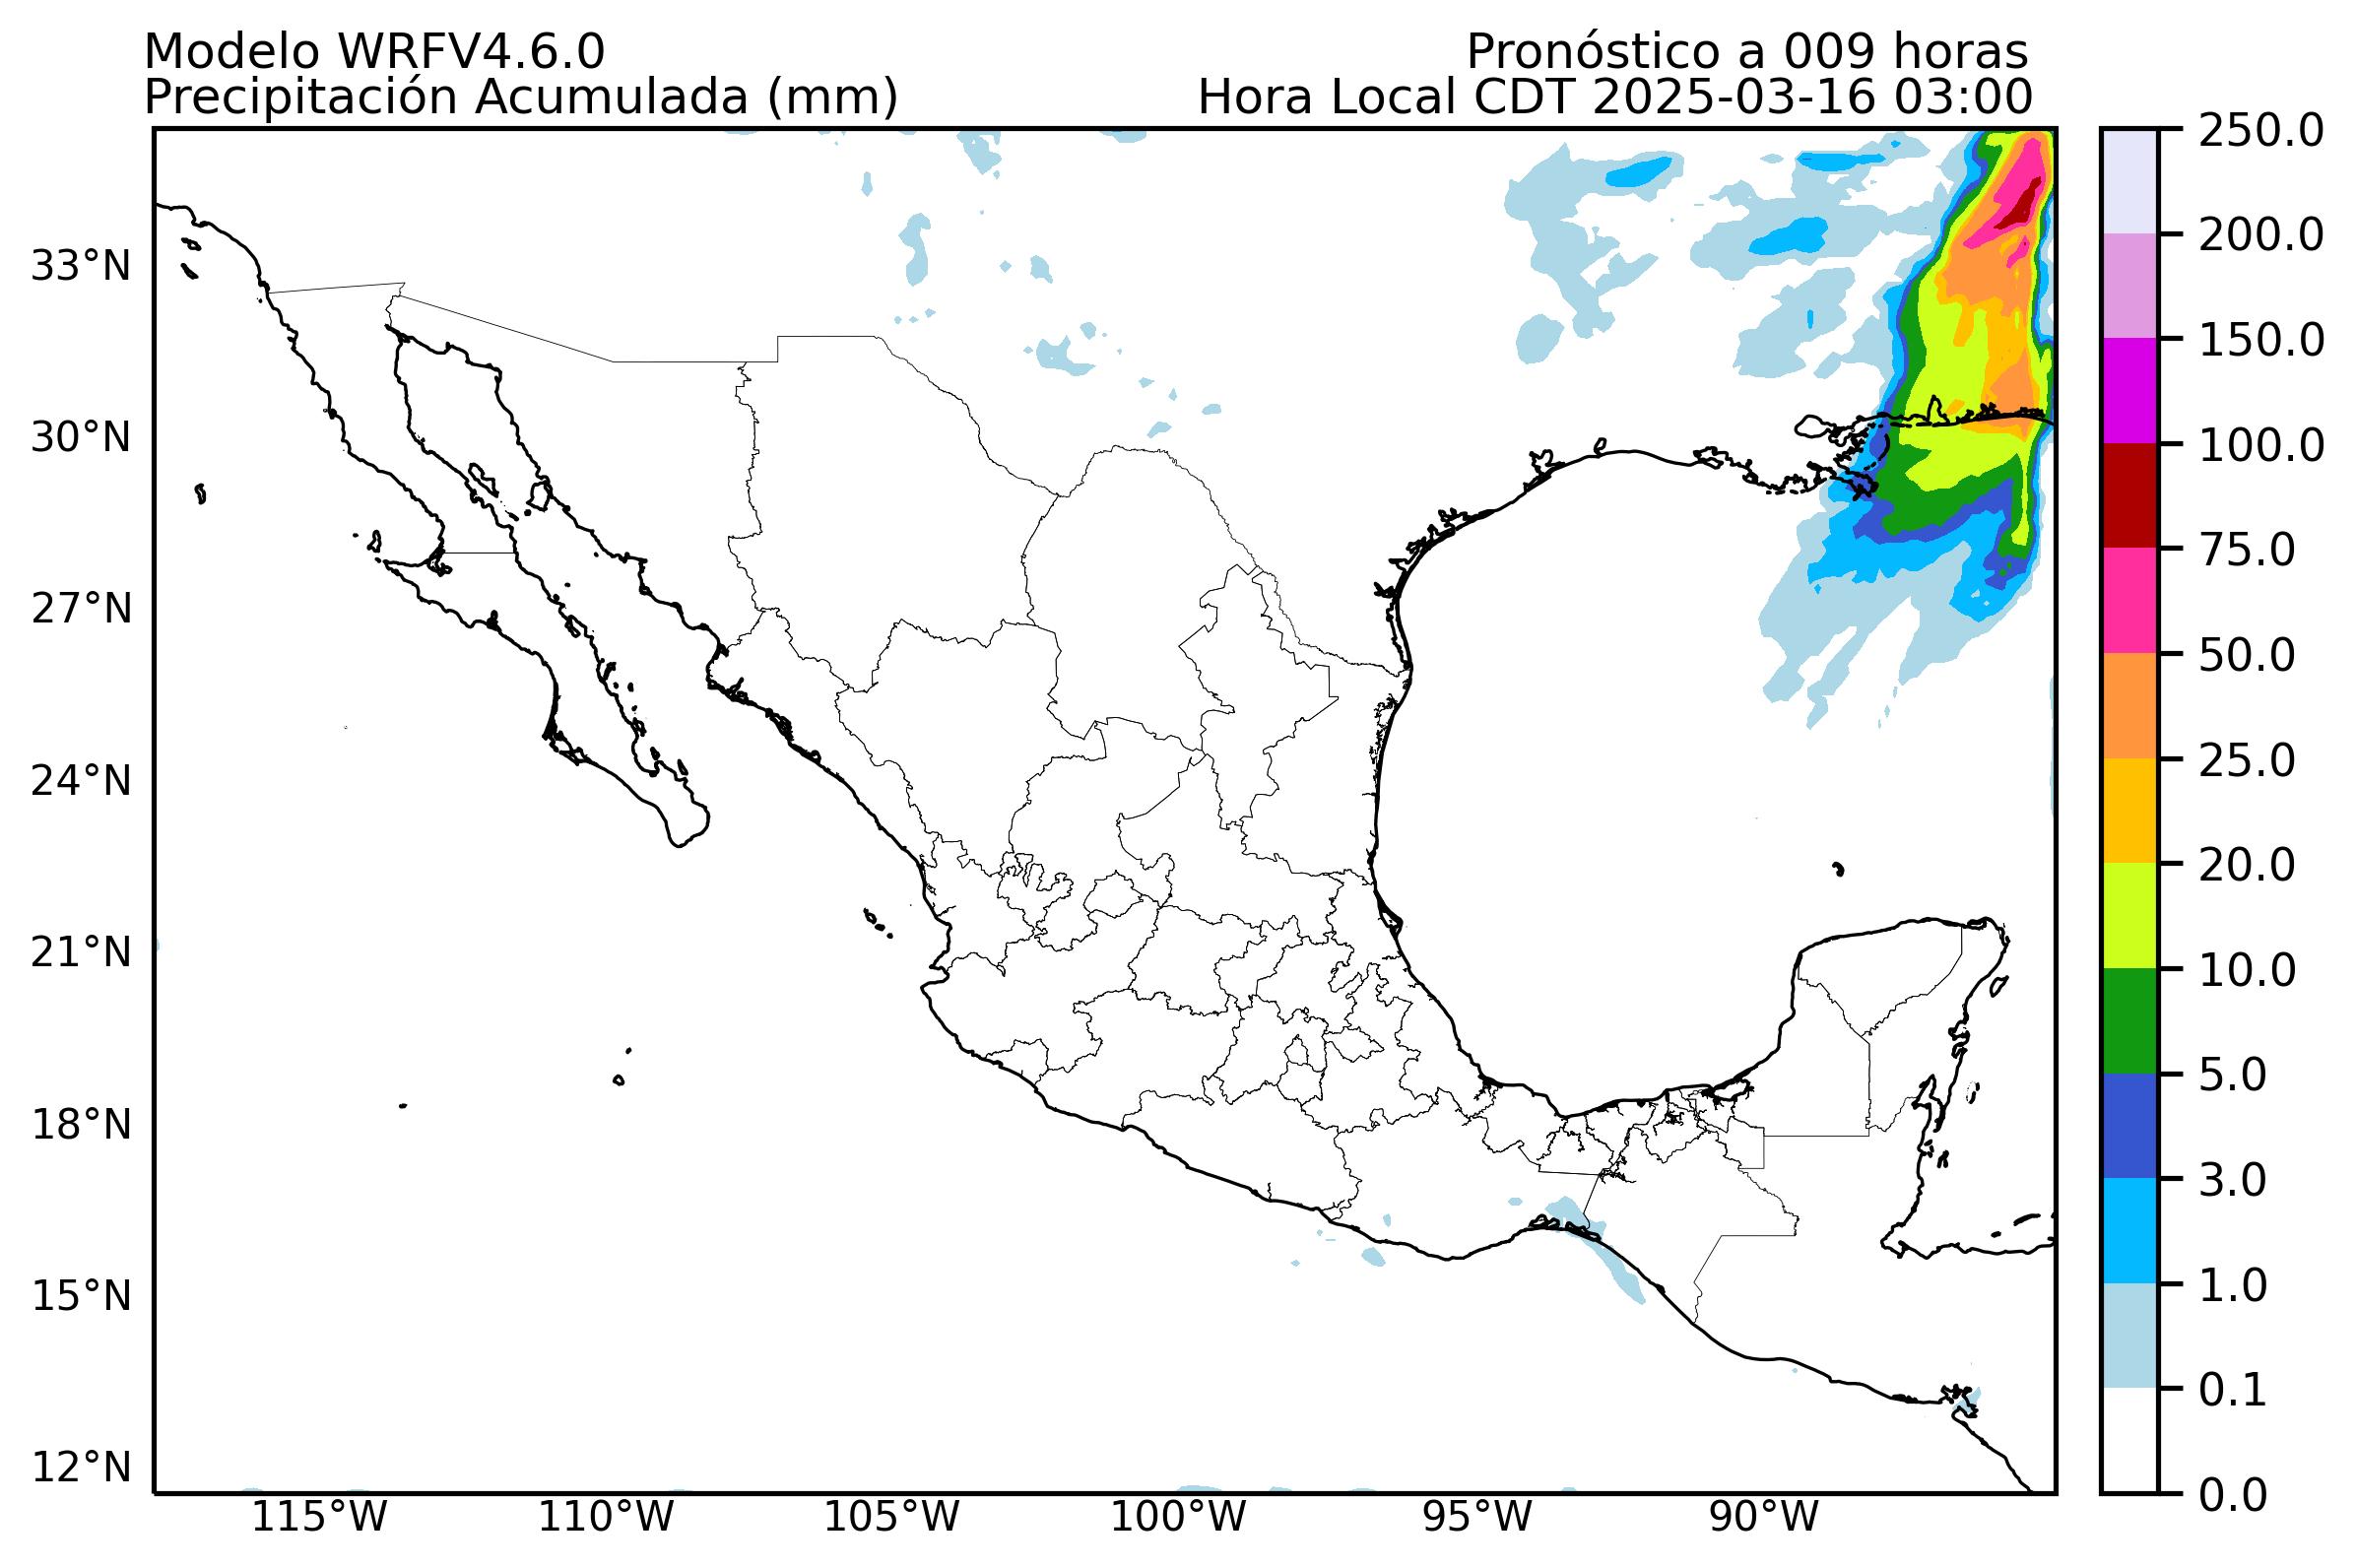 Modelo WRFV4.6.0
Pronóstico a 009 horas
Precipitación Acumulada (mm)
Hora Local CDT 2025-03-16 03:00
33°N
30°N
27°N
24°N
21°N
18°N
15°N
12°N
115°W
110°W
105°W
100°W
95°W
90°W
250.0
200.0
150.0
100.0
75.0
50.0
25.0
20.0
10.0
5.0
3.0
1.0
0.1
0.0